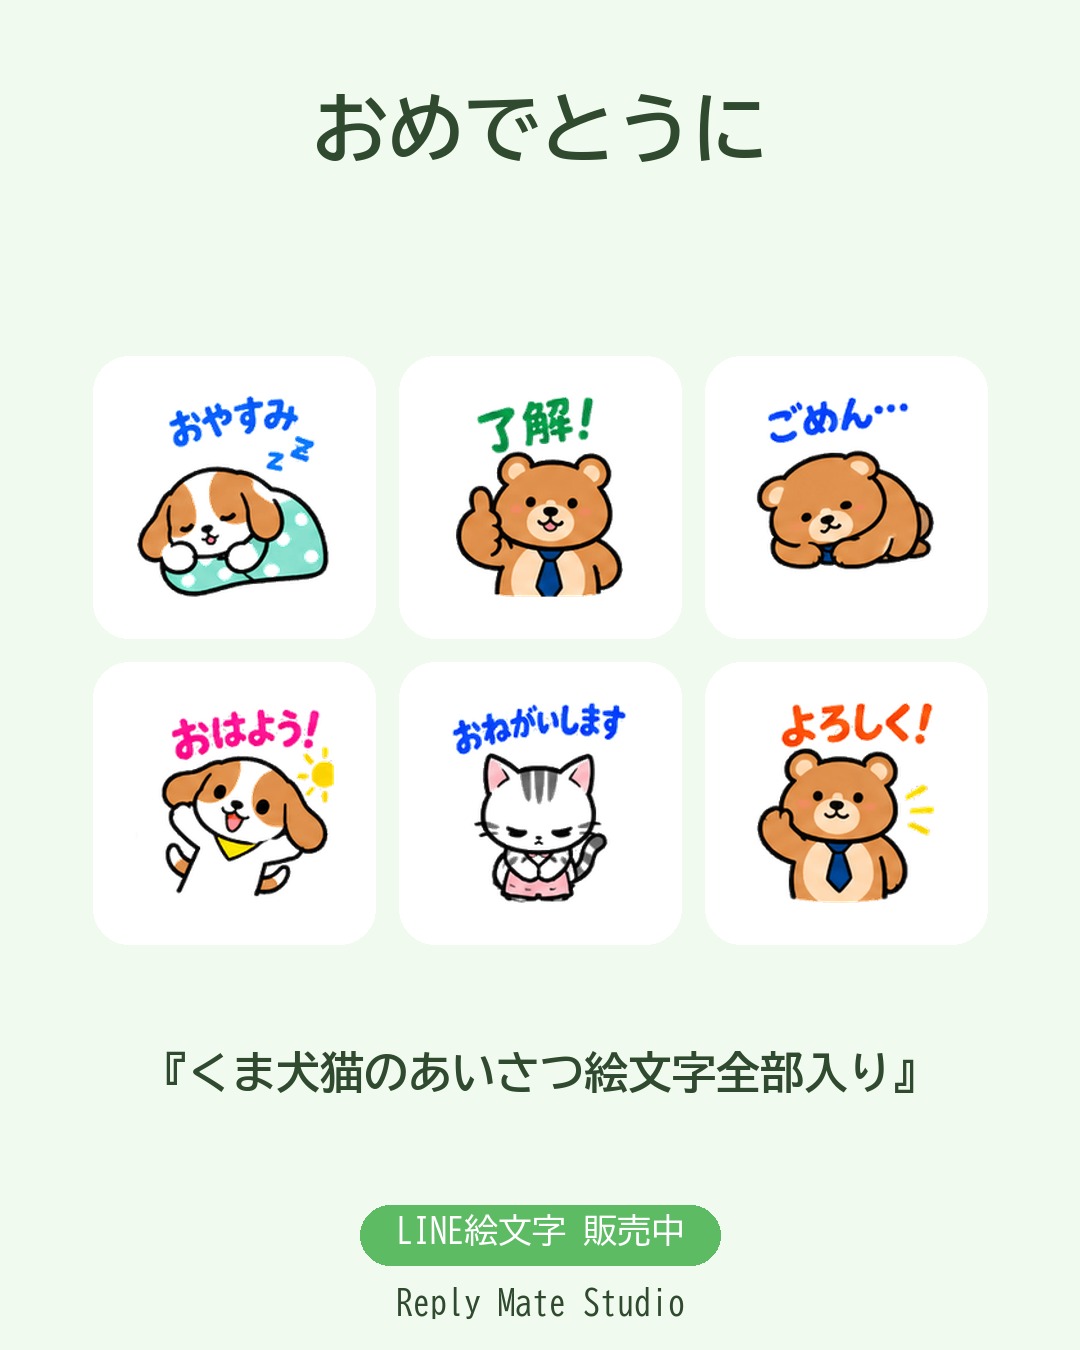 おめでとうに
おやすみ
z z
了解!
ごめん…
おはよう!
おねがいします
よろしく!
『くま犬猫のあいさつ絵文字全部入り』
LINE絵文字 販売中
Reply Mate Studio